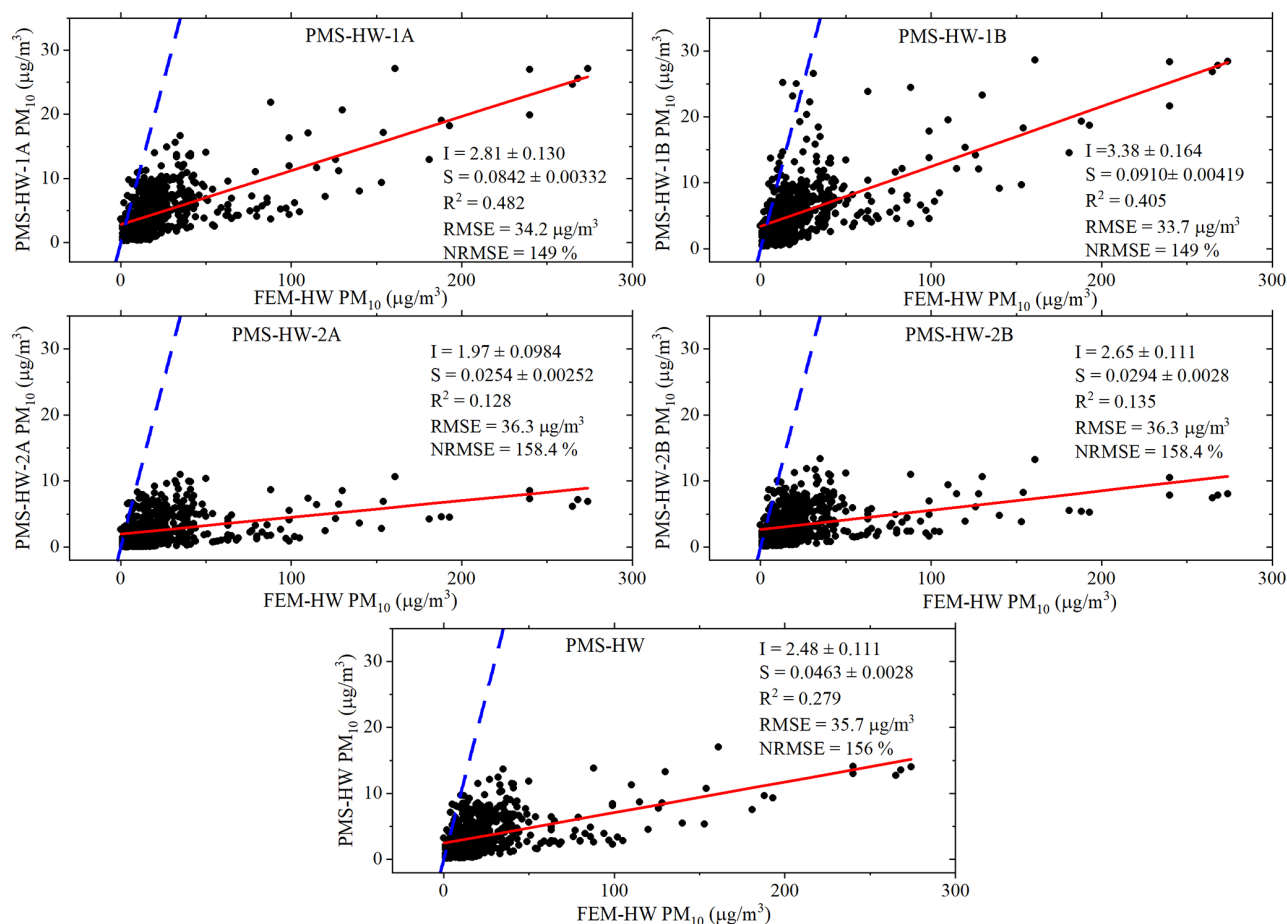 PMS-HW-1A
PMS-HW-1A PM10 (μg/m3)
30
20
10
0
I = 2.81 ± 0.130
S = 0.0842 ± 0.00332
R2 = 0.482
RMSE = 34.2 μg/m3
NRMSE = 149 %
0 100 200 300
FEM-HW PM10 (μg/m3)
PMS-HW-1B
PMS-HW-1B PM10 (μg/m3)
30
20
10
0
I =3.38 ± 0.164
S = 0.0910± 0.00419
R2 = 0.405
RMSE = 33.7 μg/m3
NRMSE = 149 %
0 100 200 300
FEM-HW PM10 (μg/m3)
PMS-HW-2A
PMS-HW-2A PM10 (μg/m3)
30
20
10
0
I = 1.97 ± 0.0984
S = 0.0254 ± 0.00252
R2 = 0.128
RMSE = 36.3 μg/m3
NRMSE = 158.4 %
0 100 200 300
FEM-HW PM10 (μg/m3)
PMS-HW-2B
PMS-HW-2B PM10 (μg/m3)
30
20
10
0
I = 2.65 ± 0.111
S = 0.0294 ± 0.0028
R2 = 0.135
RMSE = 36.3 μg/m3
NRMSE = 158.4 %
0 100 200 300
FEM-HW PM10 (μg/m3)
PMS-HW
PMS-HW PM10 (μg/m3)
30
20
10
0
I = 2.48 ± 0.111
S = 0.0463 ± 0.0028
R2 = 0.279
RMSE = 35.7 μg/m3
NRMSE = 156 %
0 100 200 300
FEM-HW PM10 (μg/m3)